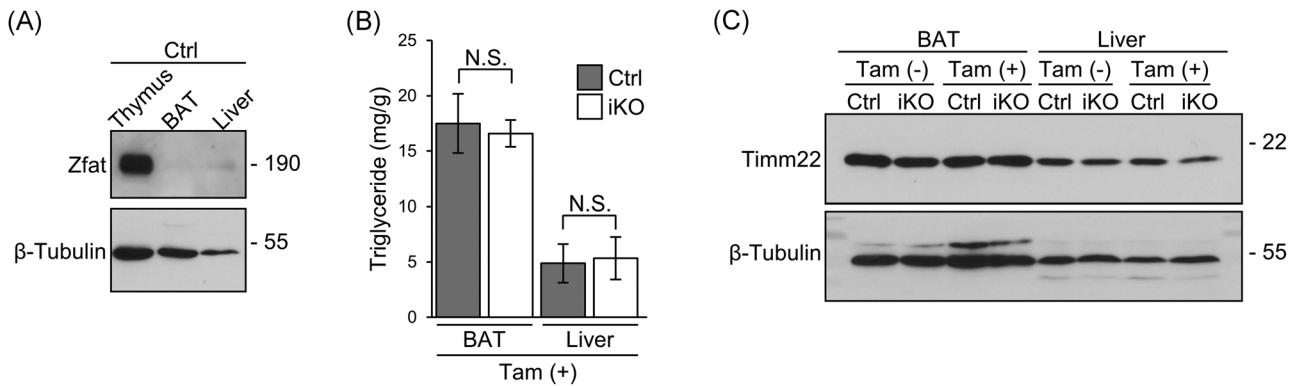 (A)
Ctrl
Thymus BAT Liver
Zfat - 190
β-Tubulin - 55
(B)
25
20
15
10
5
0
Triglyceride (mg/g)
N.S.
N.S.
Ctrl
iKO
BAT Liver
Tam (+)
(C)
BAT Liver
Tam (-) Tam (+) Tam (-) Tam (+)
Ctrl iKO Ctrl iKO Ctrl iKO Ctrl iKO
Timm22 - 22
β-Tubulin - 55